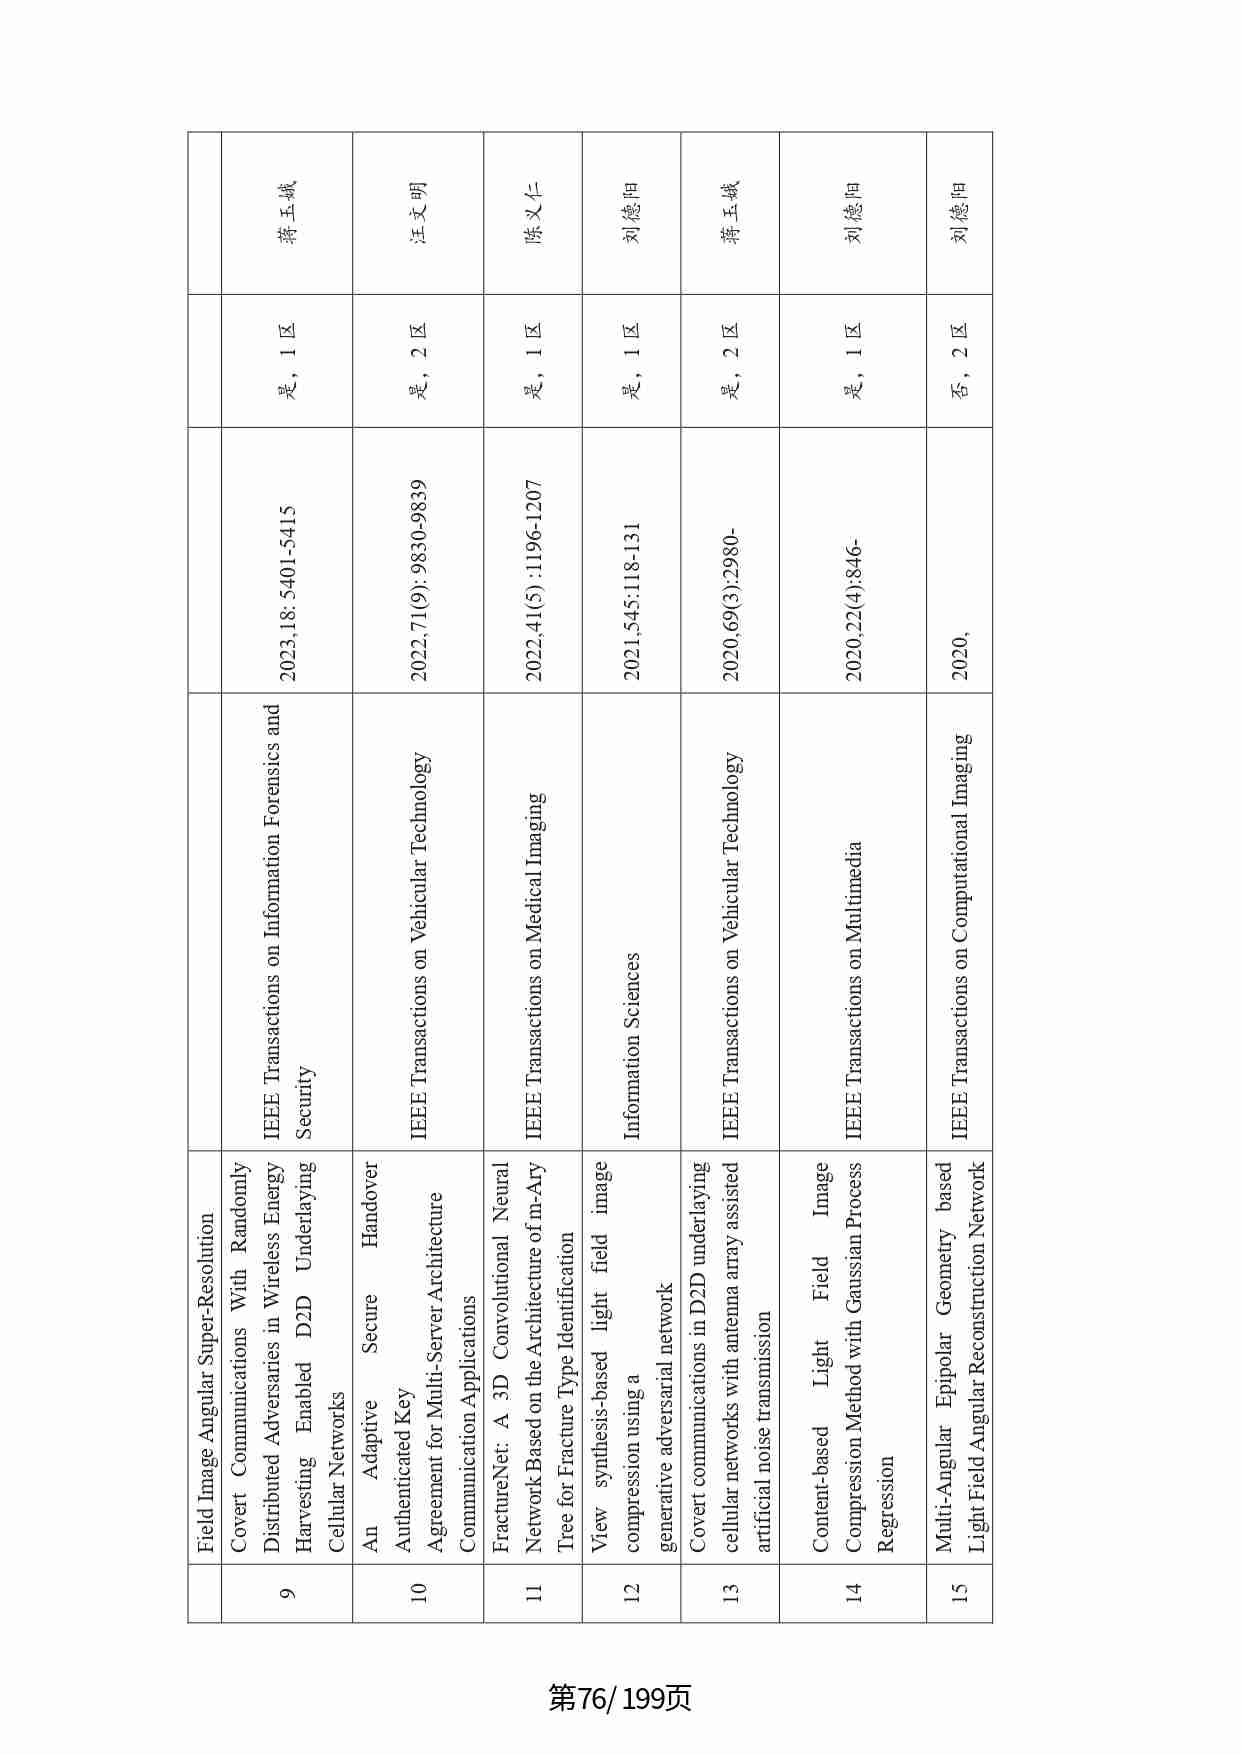 Field Image Angular Super-Resolution
9
Covert Communications With Randomly
Distributed Adversaries in Wireless Energy
Harvesting Enabled D2D Underlaying
Cellular Networks
IEEE Transactions on Information Forensics and
Security
2023,18: 5401-5415
是，1 区
蒋玉娥
10
An Adaptive Secure Handover
Authenticated Key
Agreement for Multi-Server Architecture
Communication Applications
IEEE Transactions on Vehicular Technology
2022,71(9): 9830-9839
是，2 区
汪文明
11
FractureNet: A 3D Convolutional Neural
Network Based on the Architecture of m-Ary
Tree for Fracture Type Identification
IEEE Transactions on Medical Imaging
2022,41(5) :1196-1207
是，1 区
陈义仁
12
View synthesis-based light field image
compression using a
generative adversarial network
Information Sciences
2021,545:118-131
是，1 区
刘德阳
13
Covert communications in D2D underlaying
cellular networks with antenna array assisted
artificial noise transmission
IEEE Transactions on Vehicular Technology
2020,69(3):2980-
是，2 区
蒋玉娥
14
Content-based Light Field Image
Compression Method with Gaussian Process
Regression
IEEE Transactions on Multimedia
2020,22(4):846-
是，1 区
刘德阳
15
Multi-Angular Epipolar Geometry based
Light Field Angular Reconstruction Network
IEEE Transactions on Computational Imaging
2020,
否，2 区
刘德阳
第76/199页